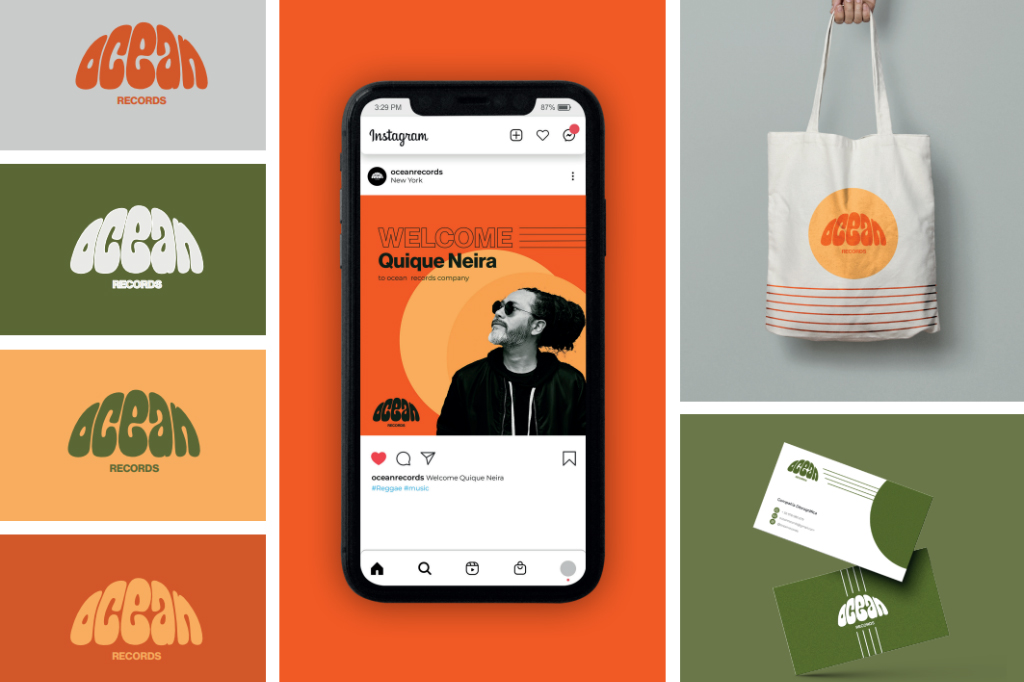 ocean
RECORDS
ocean
RECORDS
ocean
RECORDS
ocean
RECORDS
3:29 PM
87%
Instagram
oceanrecords
New York
WELCOME
Quique Neira
to ocean records company
ocean
RECORDS
oceanrecords Welcome Quique Neira
#Reggae #music
ocean
RECORDS
ocean
RECORDS
ocean
RECORDS